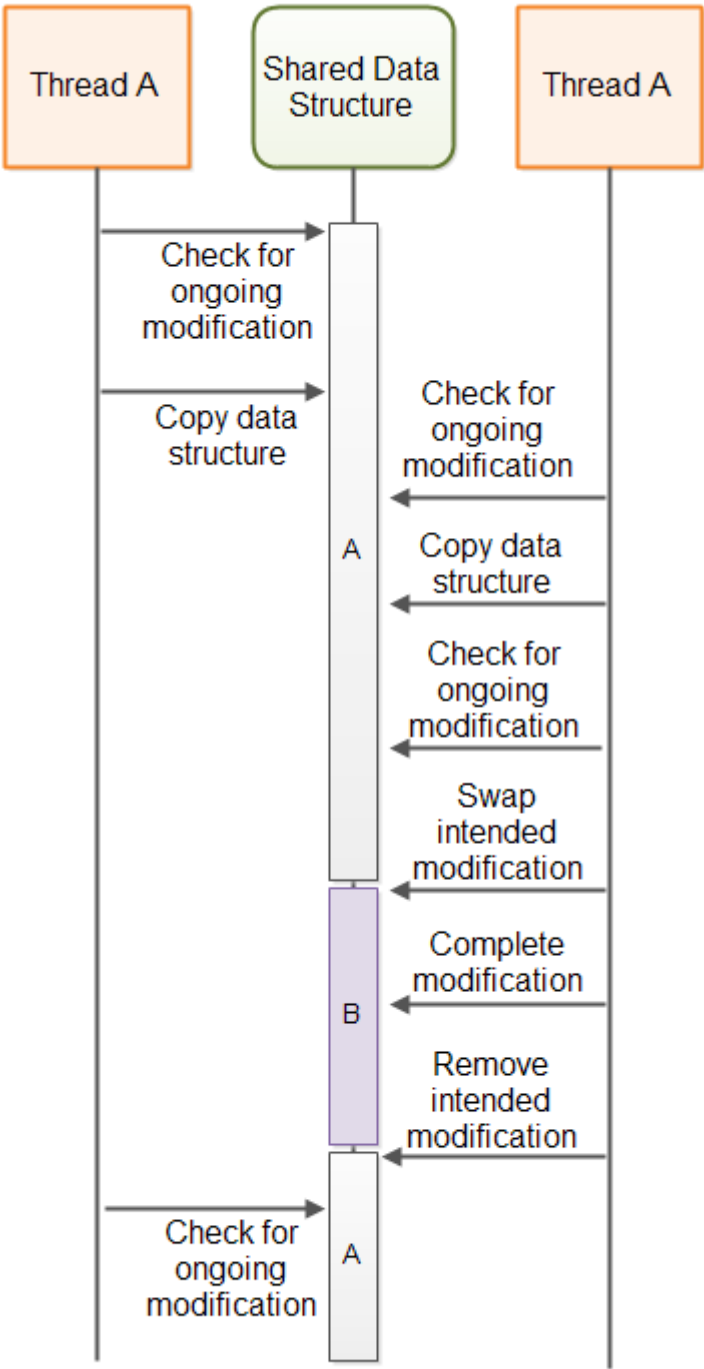 Thread A
Shared Data
Structure
Thread A
Check for
ongoing
modification
Copy data
structure
Check for
ongoing
modification
Copy data
structure
A
Check for
ongoing
modification
Swap
intended
modification
Complete
modification
B
Remove
intended
modification
Check for
ongoing
modification
A